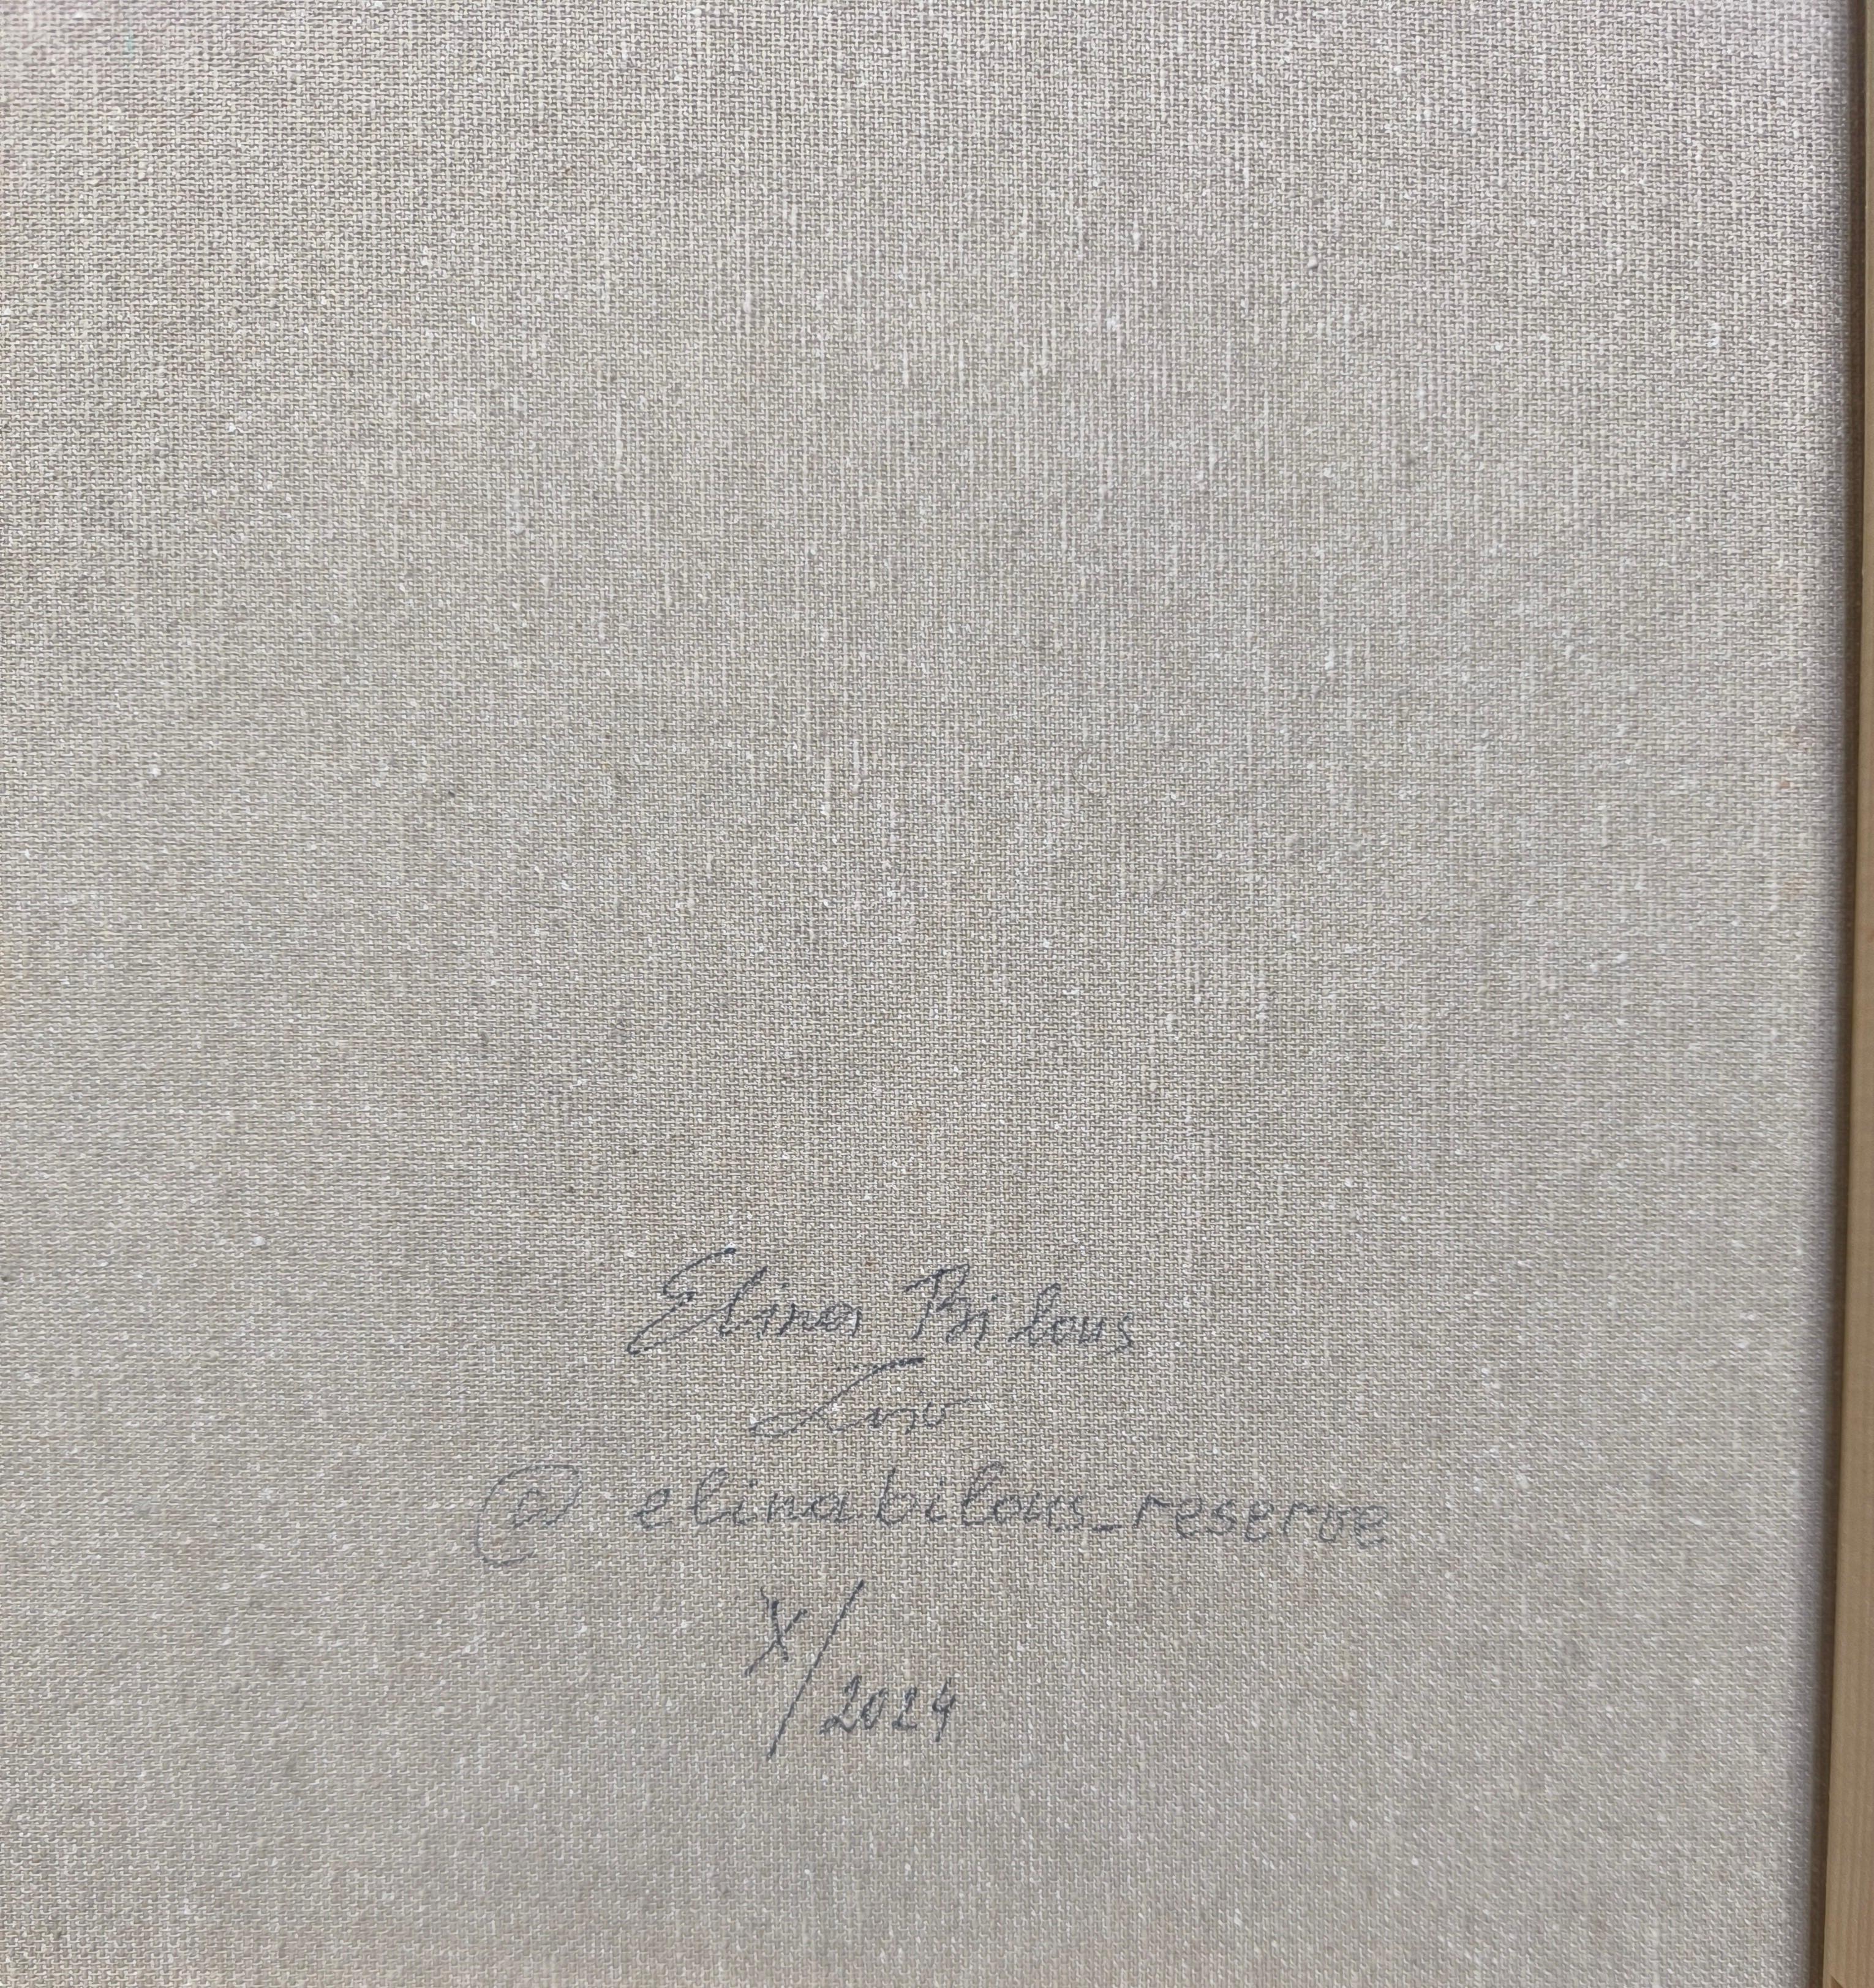 Elina Bilous
@elinabilous_reserve
X/2024